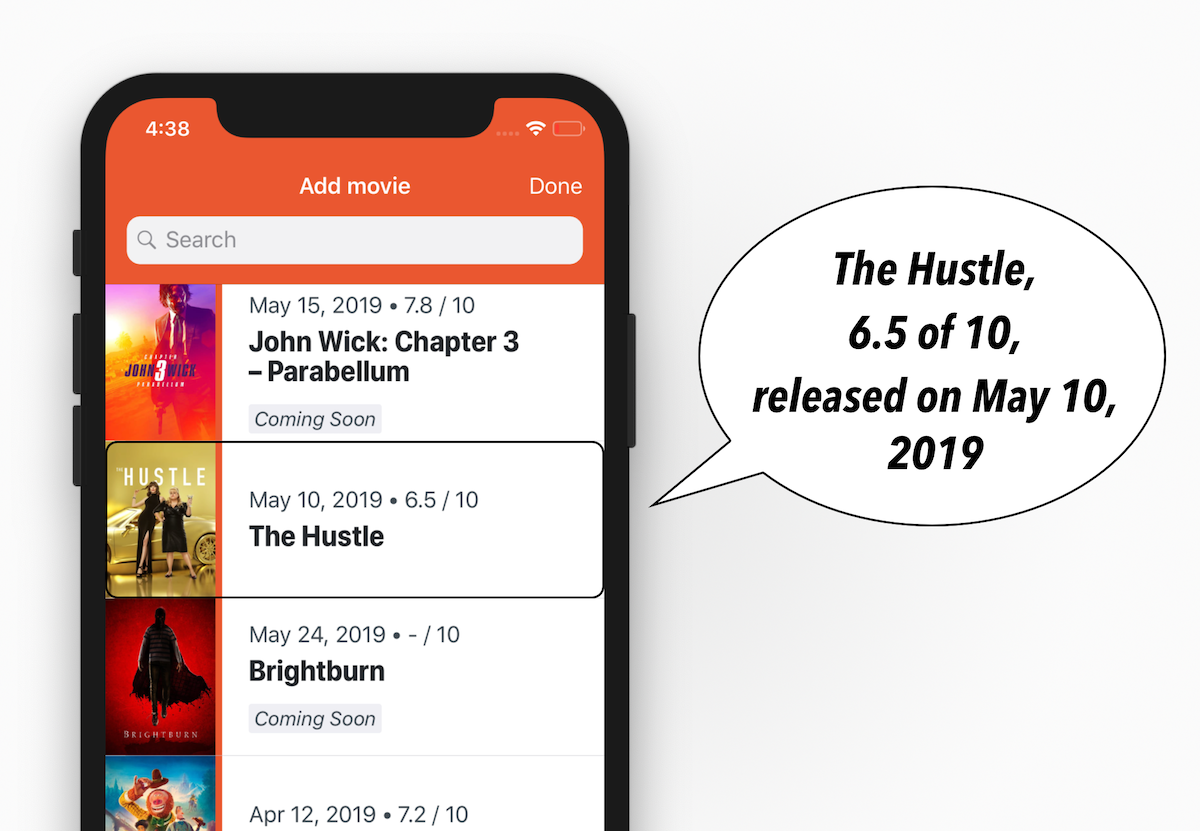 4:38
Add movie
Done
Search
May 15, 2019 • 7.8 / 10
John Wick: Chapter 3
– Parabellum
Coming Soon
CHAPTER
JOHN 3 WICK
PARABELLUM
THE HUSTLE
May 10, 2019 • 6.5 / 10
The Hustle
May 24, 2019 • - / 10
Brightburn
Coming Soon
BRIGHTBURN
Apr 12, 2019 • 7.2 / 10
The Hustle,
6.5 of 10,
released on May 10,
2019